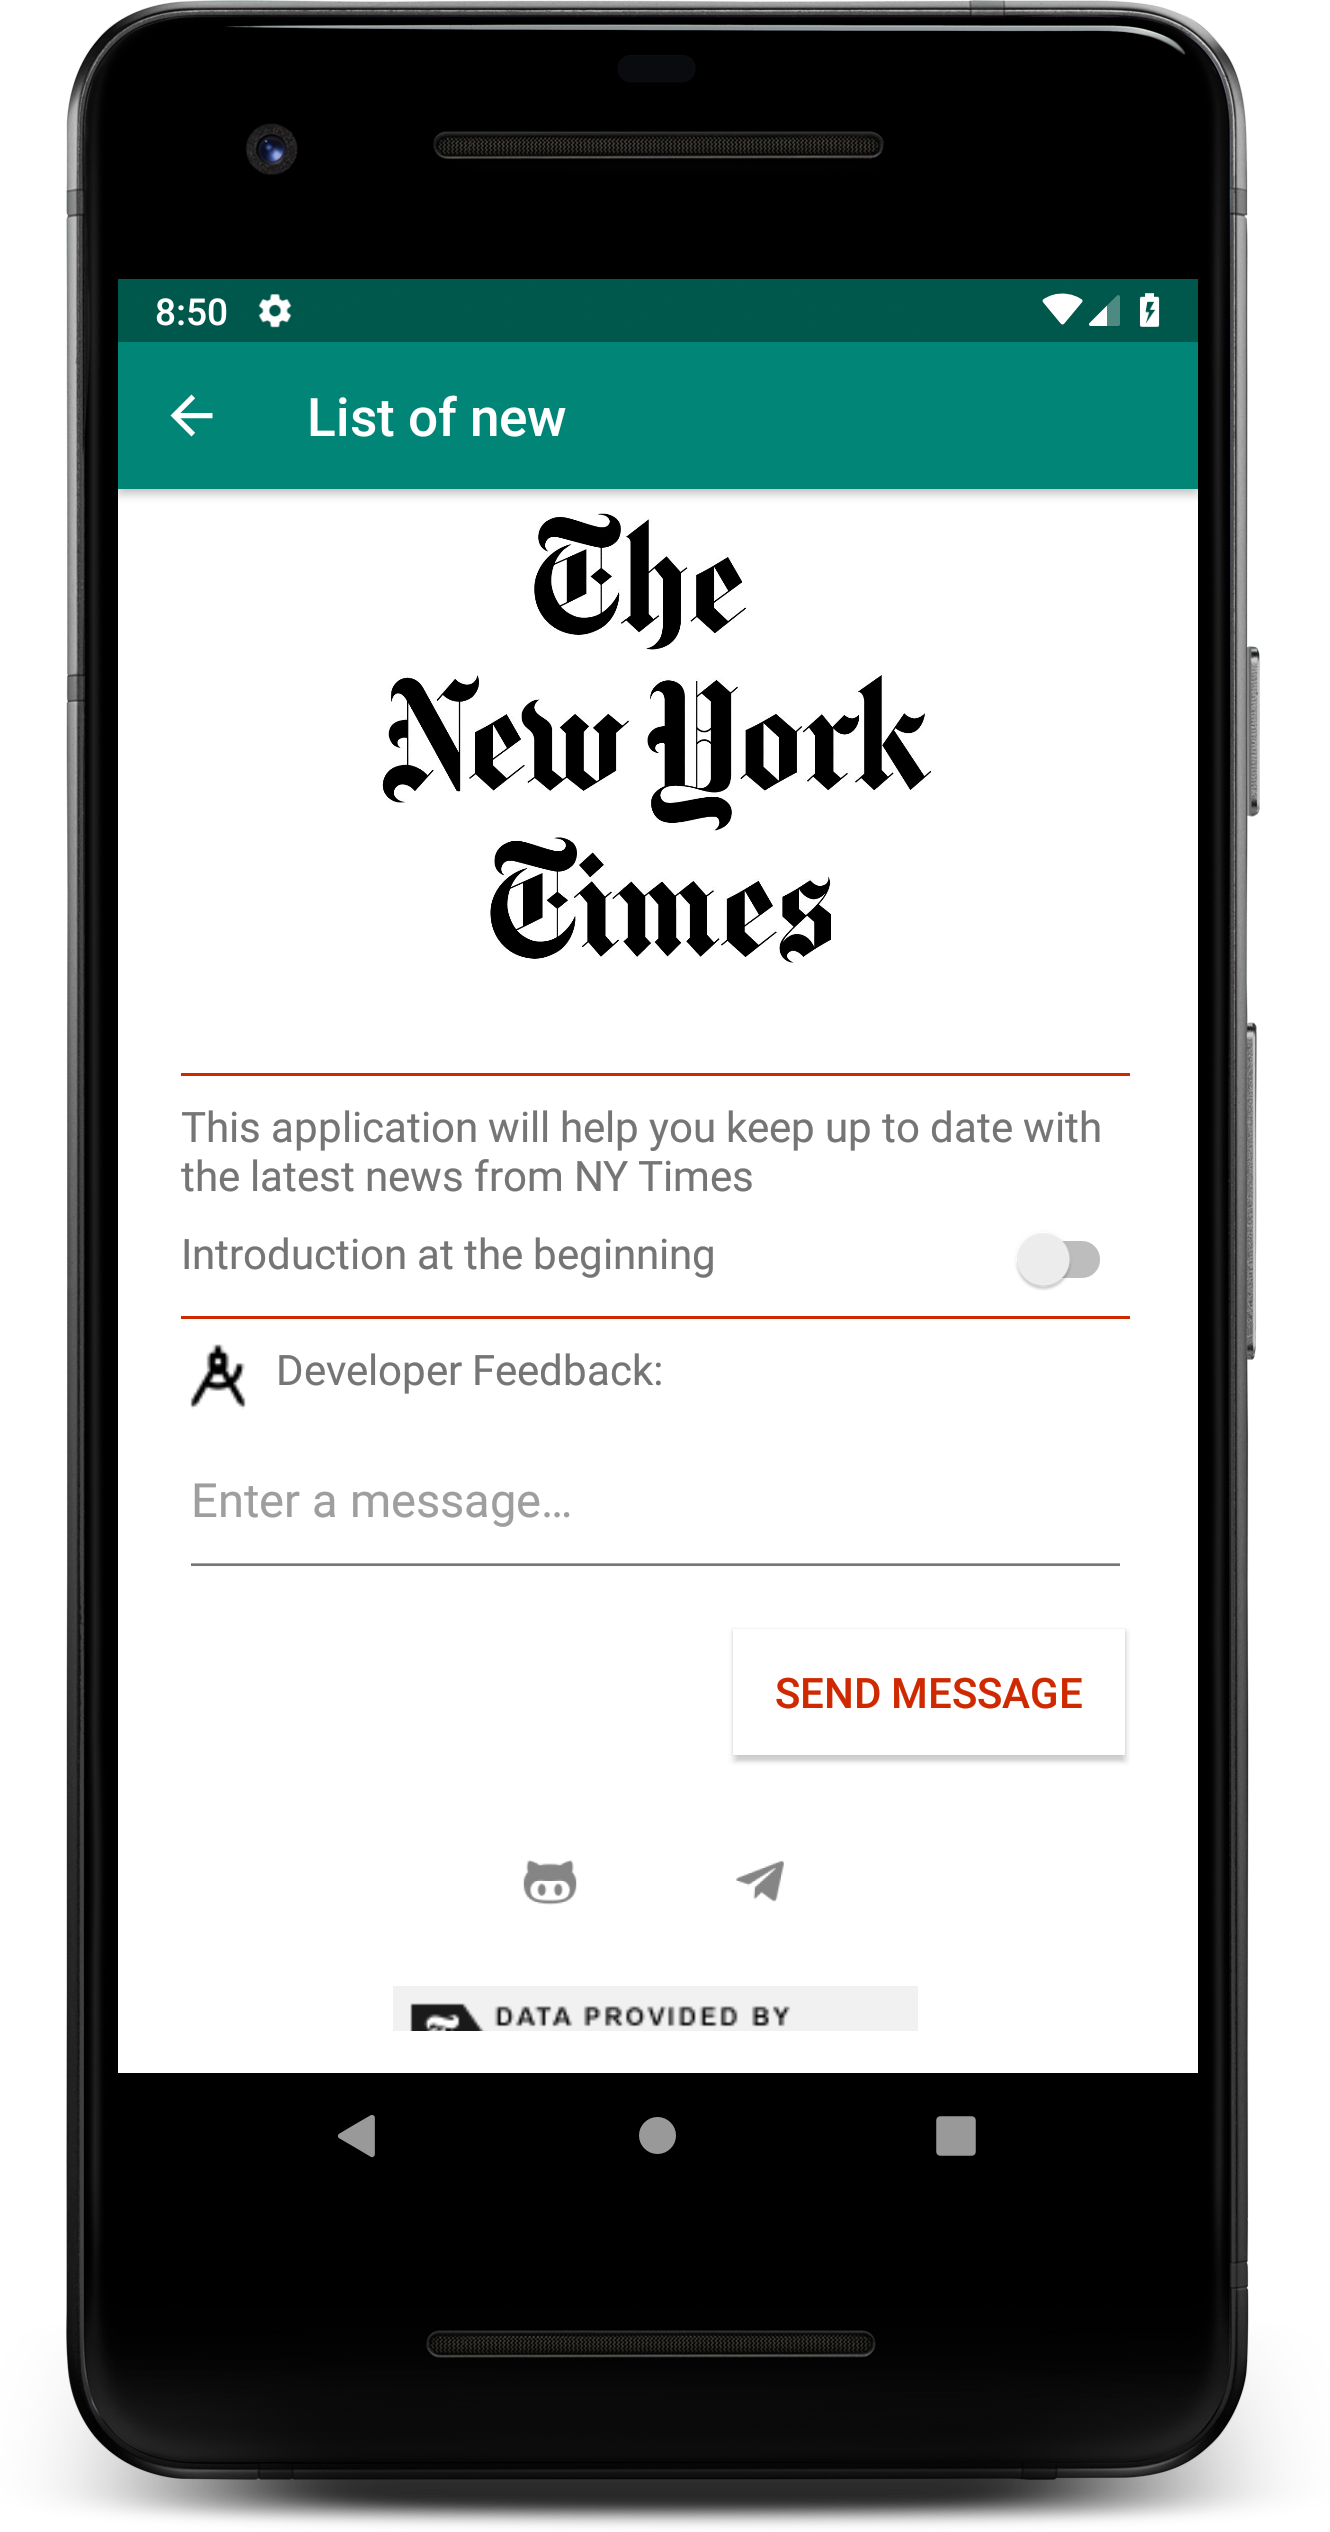 8:50
List of new
The
New York
Times
This application will help you keep up to date with
the latest news from NY Times
Introduction at the beginning
Developer Feedback:
Enter a message...
SEND MESSAGE
DATA PROVIDED BY